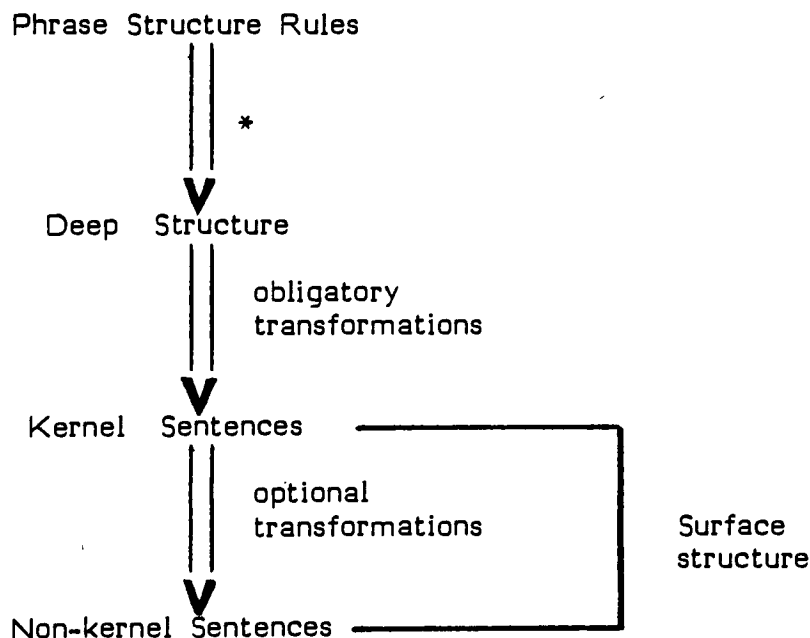 Phrase Structure Rules
*
Deep Structure
obligatory
transformations
Kernel Sentences
optional
transformations
Surface
structure
Non-kernel Sentences